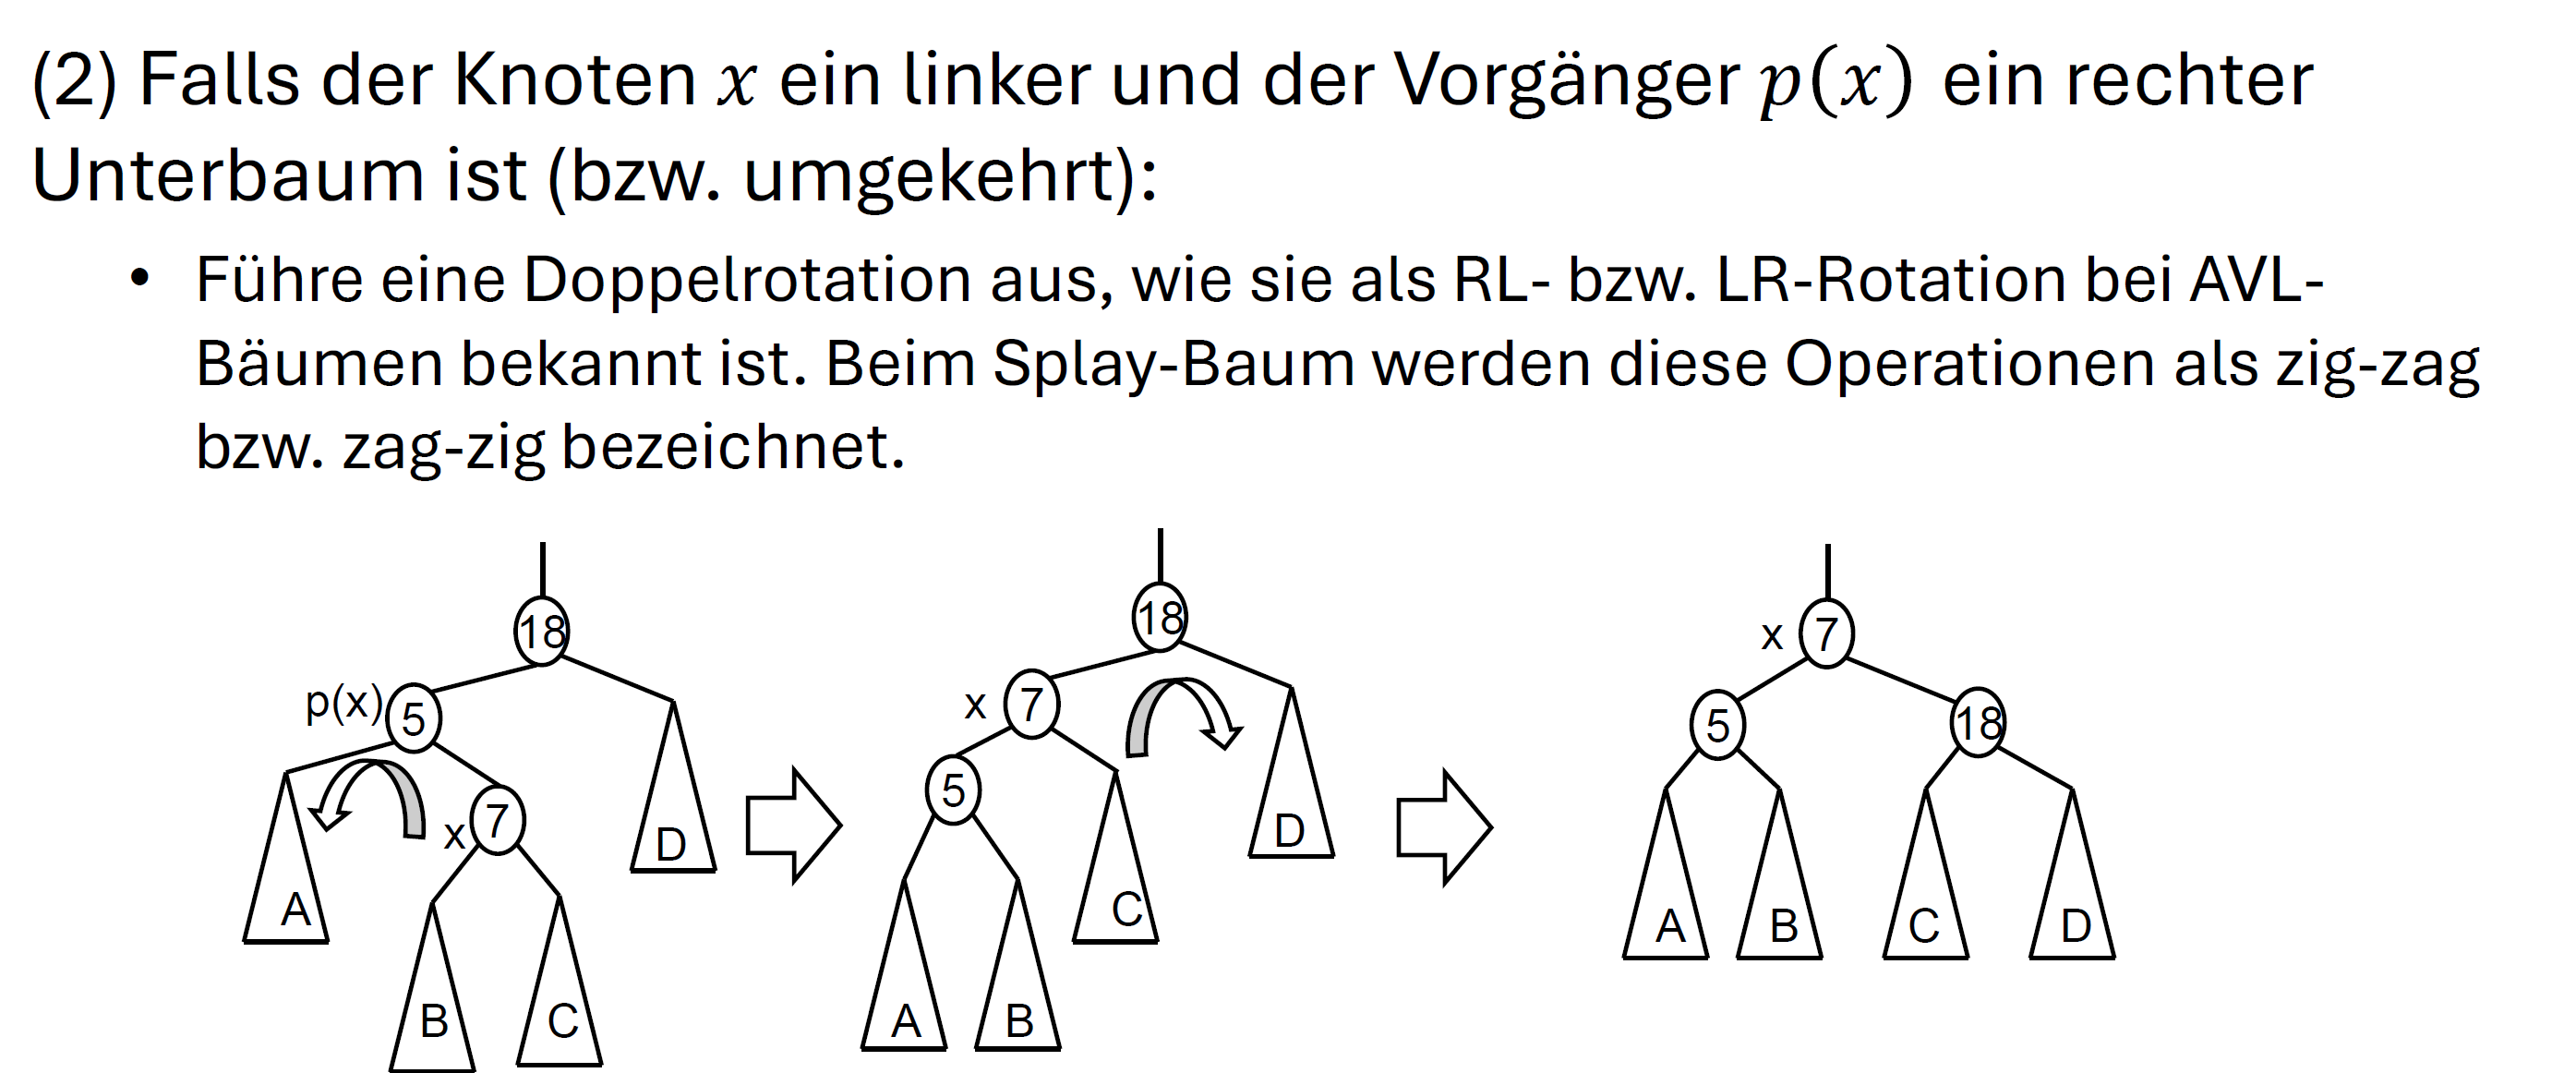 (2) Falls der Knoten x ein linker und der Vorgänger p(x) ein rechter
Unterbaum ist (bzw. umgekehrt):
• Führe eine Doppelrotation aus, wie sie als RL- bzw. LR-Rotation bei AVL-
Bäumen bekannt ist. Beim Splay-Baum werden diese Operationen als zig-zag
bzw. zag-zig bezeichnet.
18
p(x) 5
x 7
A
B
C
D
18
x 7
5
A
B
C
D
x 7
5
18
A
B
C
D